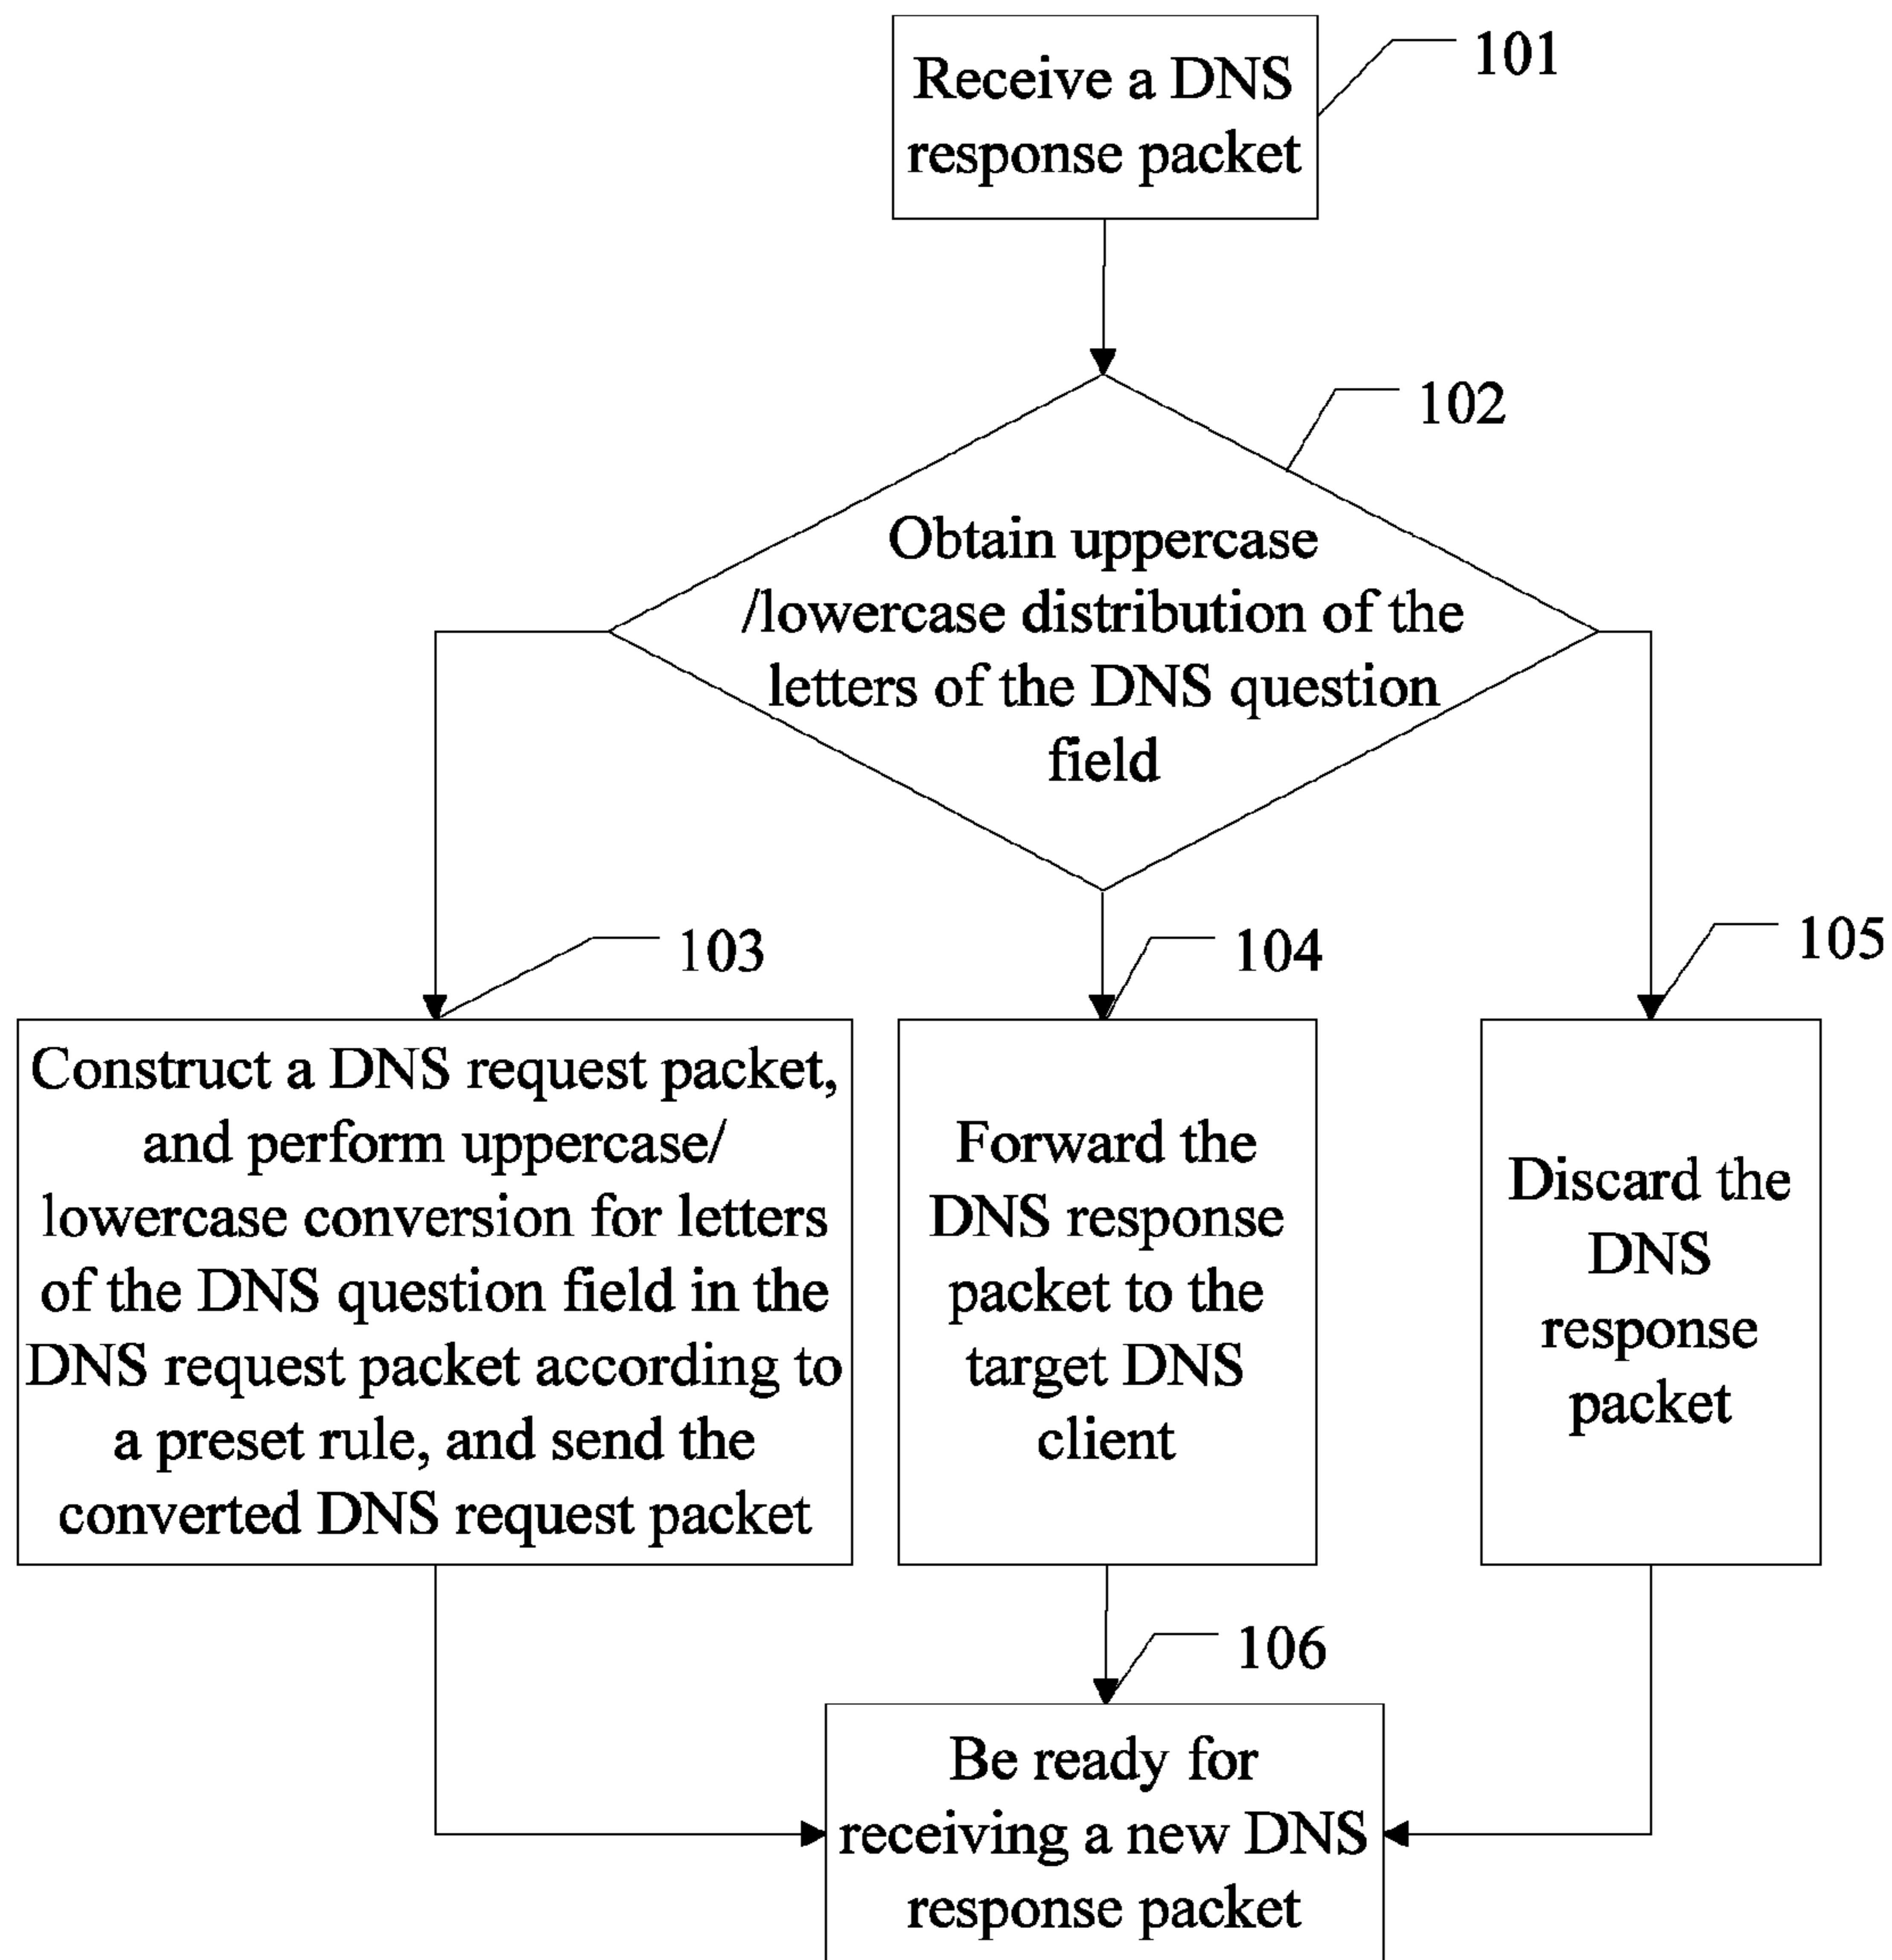 Receive a DNS
response packet
101
102
Obtain uppercase
/lowercase distribution of the
letters of the DNS question
field
103
104
105
Construct a DNS request packet,
and perform uppercase/
lowercase conversion for letters
of the DNS question field in the
DNS request packet according to
a preset rule, and send the
converted DNS request packet
Forward the
DNS response
packet to the
target DNS
client
Discard the
DNS
response
packet
106
Be ready for
receiving a new DNS
response packet